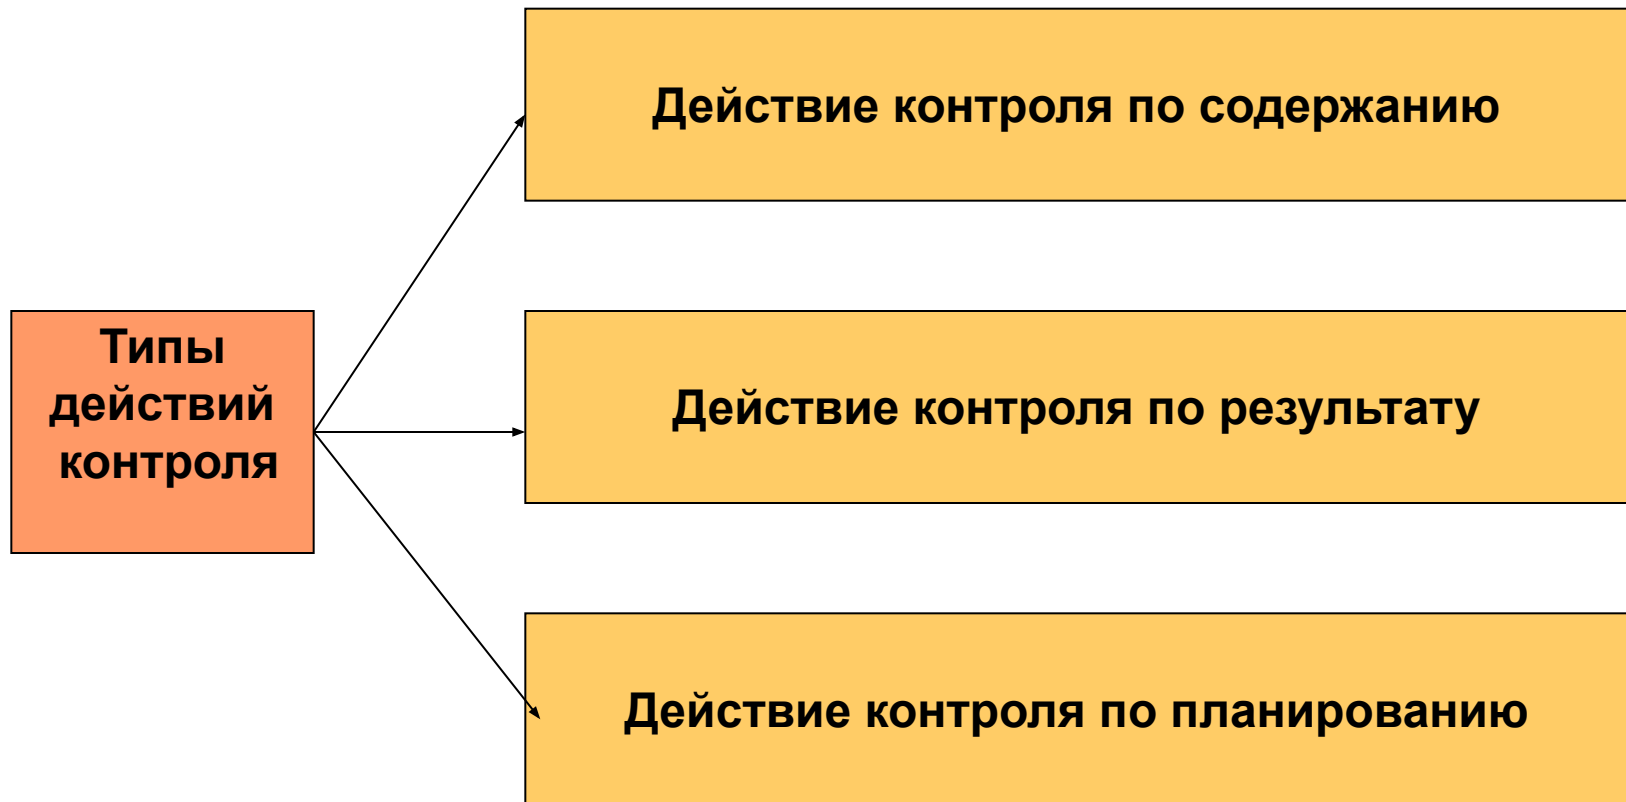 Действие контроля по содержанию
Типы
действий
контроля
Действие контроля по результату
Действие контроля по планированию